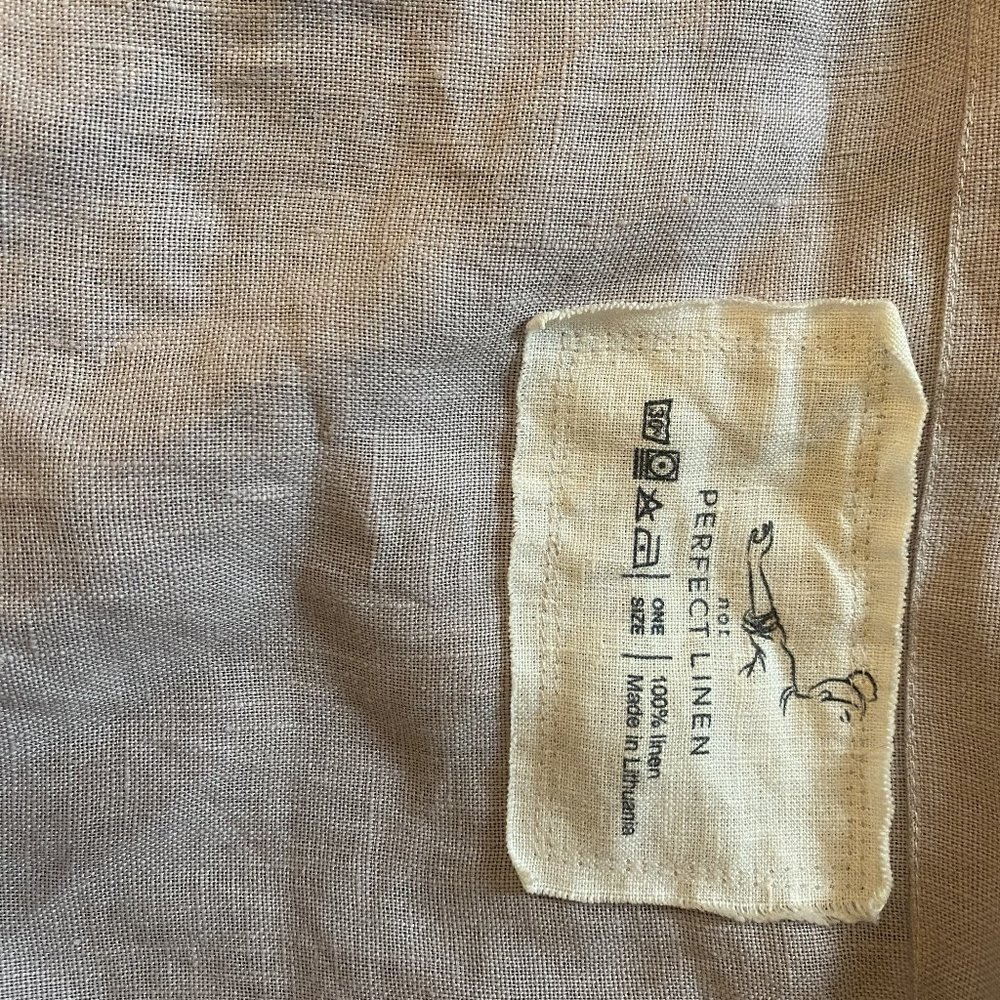 not
PERFECT LINEN
30° ONE SIZE 100% linen
Made in Lithuania